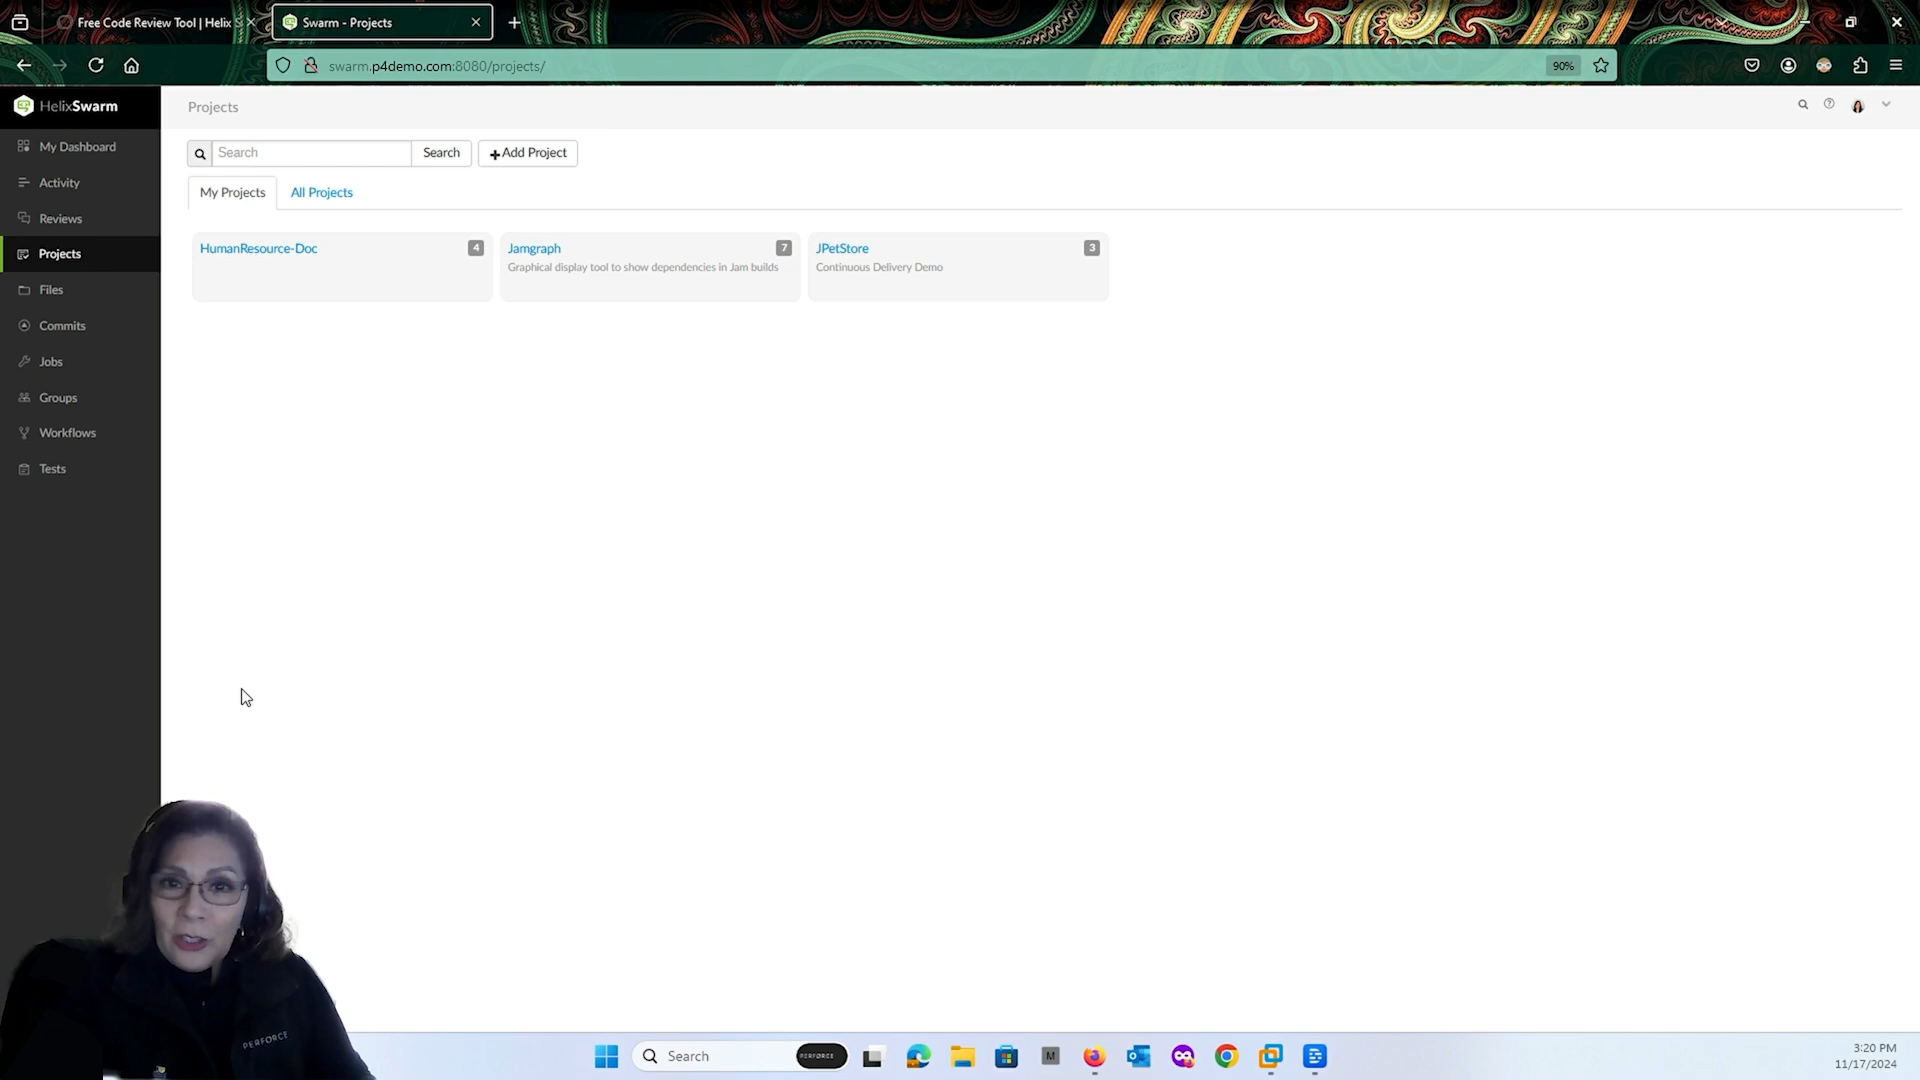 Free Code Review Tool | Helix S
Swarm - Projects
swarm.p4demo.com:8080/projects/
90%
HelixSwarm
Projects
My Dashboard
Activity
Reviews
Projects
Files
Commits
Jobs
Groups
Workflows
Tests
Search
Search
Add Project
My Projects
All Projects
HumanResource-Doc
4
Jamgraph
7
Graphical display tool to show dependencies in Jam builds
JPetStore
3
Continuous Delivery Demo
PERFORCE
Search
PERFORCE
M
3:20 PM
11/17/2024